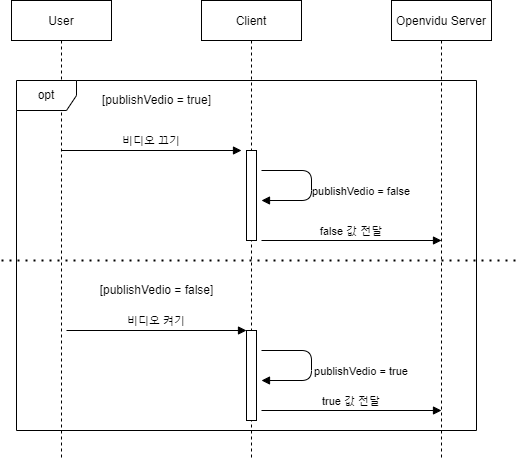 User
Client
Openvidu Server
opt
[publishVedio = true]
비디오 끄기
publishVedio = false
false 값 전달
[publishVedio = false]
비디오 켜기
publishVedio = true
true 값 전달